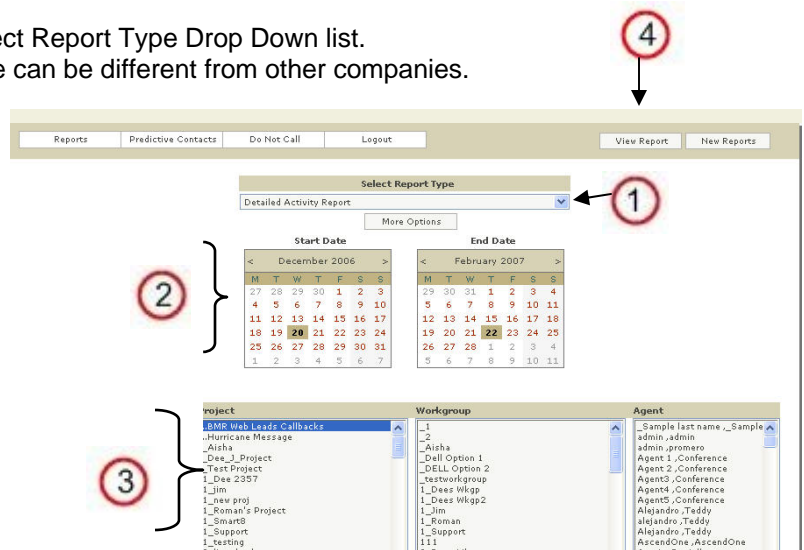 ect Report Type Drop Down list.
e can be different from other companies.
4
Reports Predictive Contacts Do Not Call Logout View Report New Reports
Select Report Type
Detailed Activity Report
1
More Options
Start Date End Date
2
< December 2006 > < February 2007 >
M T W T F S S M T W T F S S
27 28 29 30 1 2 3 29 30 31 1 2 3 4
4 5 6 7 8 9 10 5 6 7 8 9 10 11
11 12 13 14 15 16 17 12 13 14 15 16 17 18
18 19 20 21 22 23 24 19 20 21 22 23 24 25
25 26 27 28 29 30 31 26 27 28 1 2 3 4
1 2 3 4 5 6 7 5 6 7 8 9 10 11
3
Project Workgroup Agent
..BMR Web Leads Callbacks _1 _Sample last name ,_Sample
..Hurricane Message _2 admin ,admin
_Aisha _Aisha admin ,promero
_Dee_J_Project _Dell Option 1 Agent 1 ,Conference
_Test Project _DELL Option 2 Agent 2 ,Conference
1_Dee 2357 _testworkgroup Agent3 ,Conference
1_jim 1_Dees Wkgp Agent4 ,Conference
1_new proj 1_Dees Wkgp2 Agent5 ,Conference
1_Roman's Project 1_Jim Alejandro ,Teddy
1_Smart8 1_Roman alejandro ,Teddy
1_Support 1_Support Alejandro ,Teddy
1_testing 111 AscendOne ,AscendOne